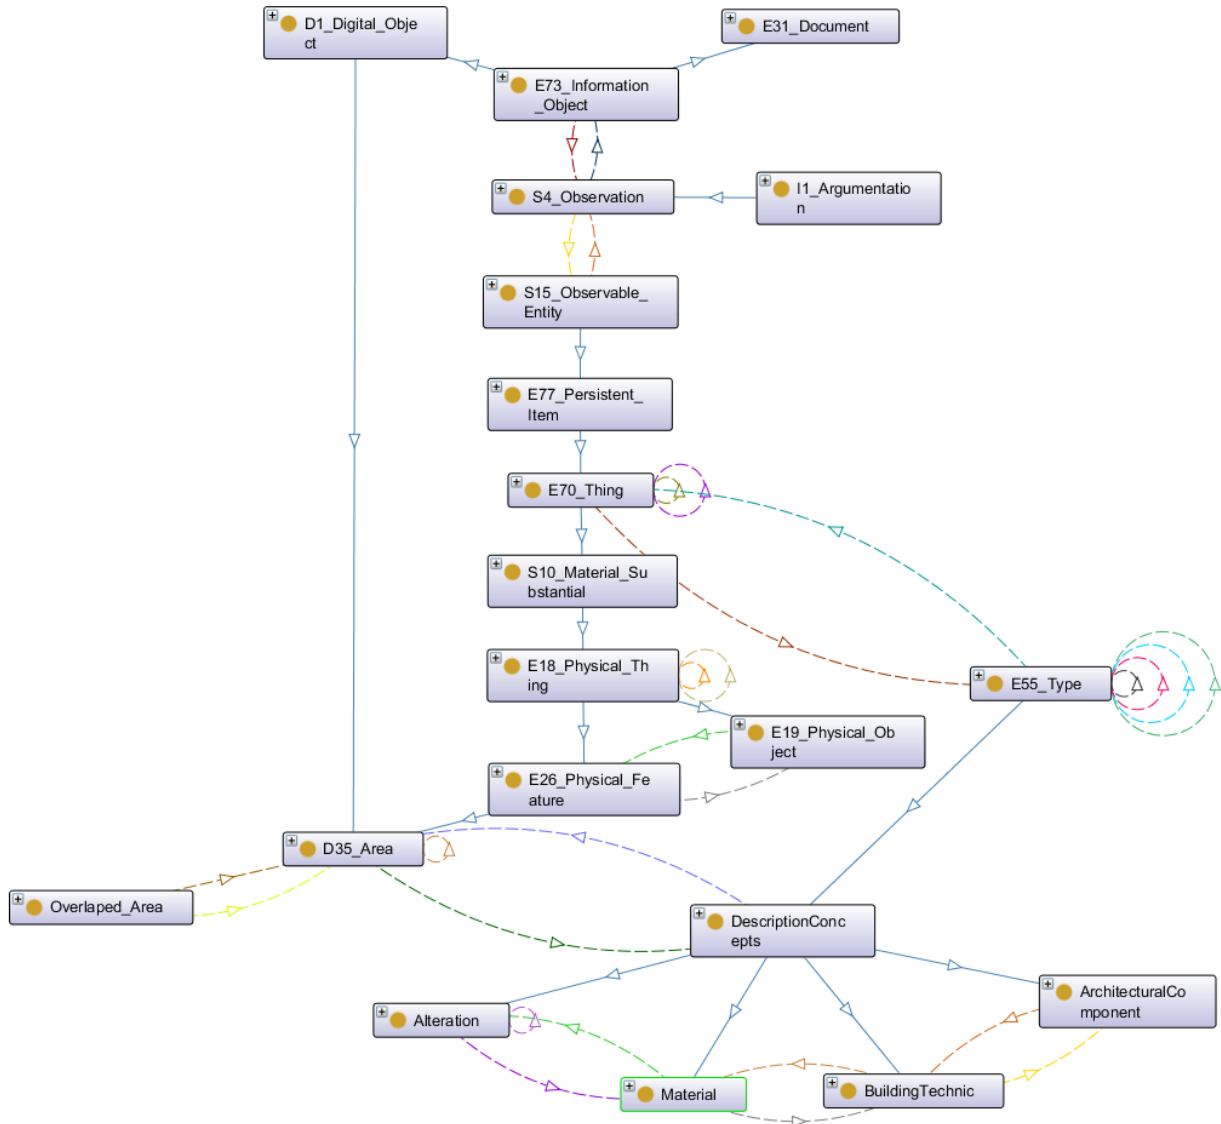 D1_Digital_Obje
ct
E31_Document
E73_Information
_Object
S4_Observation
I1_Argumentatio
n
S15_Observable_
Entity
E77_Persistent_
Item
E70_Thing
S10_Material_Su
bstantial
E18_Physical_Th
ing
E55_Type
E19_Physical_Ob
ject
E26_Physical_Fe
ature
D35_Area
Overlaped_Area
DescriptionConc
epts
ArchitecturalCo
mponent
Alteration
Material
BuildingTechnic